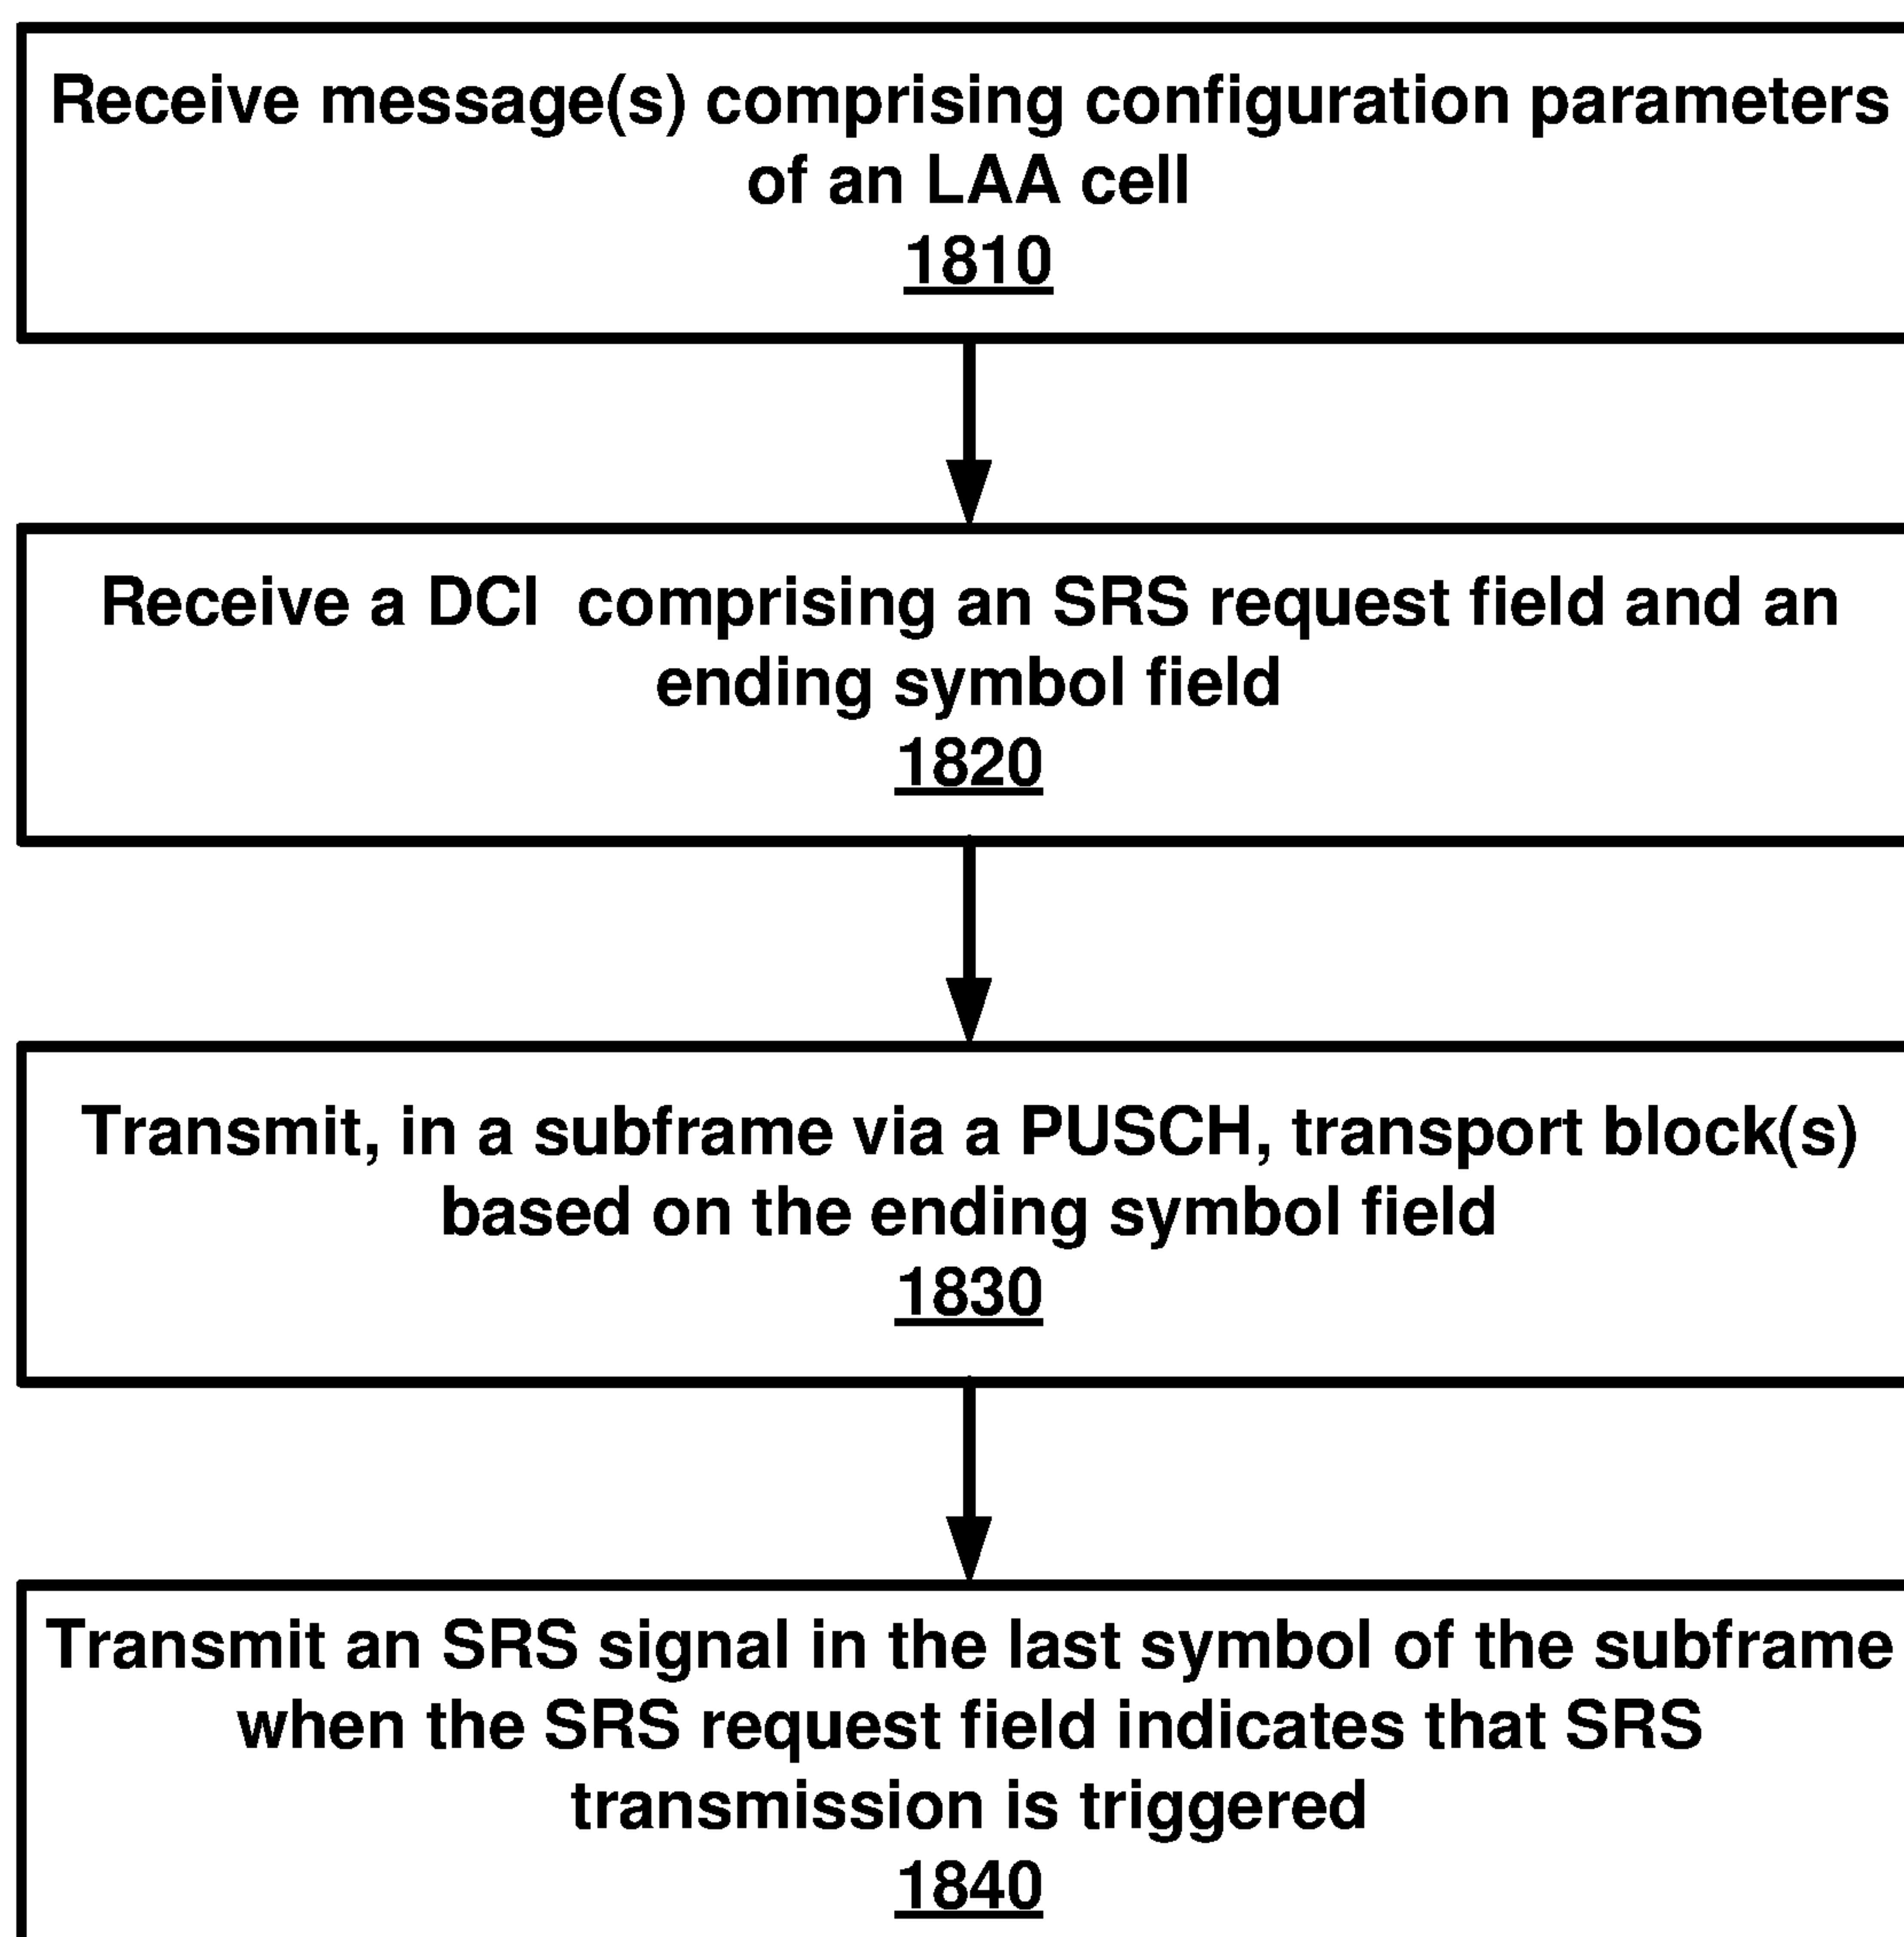 Receive message(s) comprising configuration parameters
of an LAA cell
1810
Receive a DCI comprising an SRS request field and an
ending symbol field
1820
Transmit, in a subframe via a PUSCH, transport block(s)
based on the ending symbol field
1830
Transmit an SRS signal in the last symbol of the subframe
when the SRS request field indicates that SRS
transmission is triggered
1840